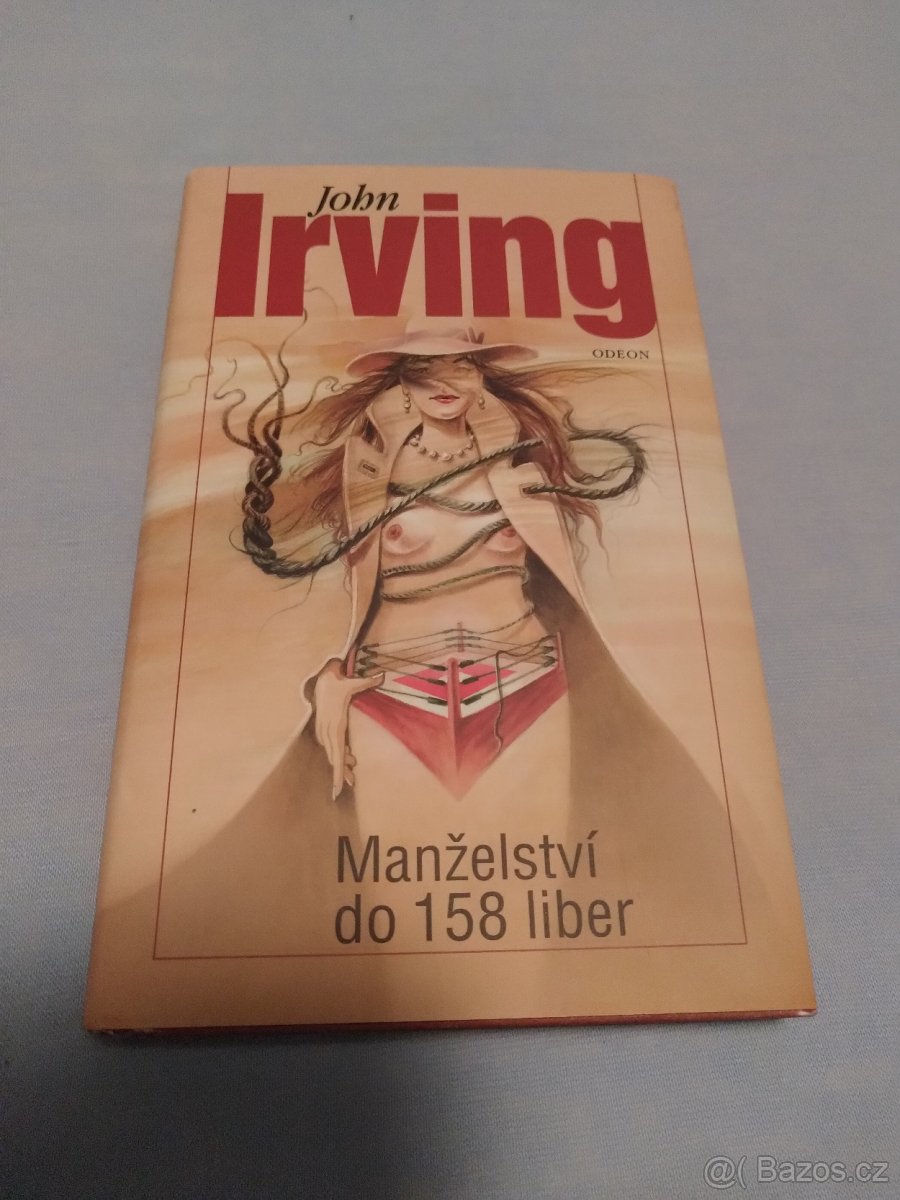 John
Irving
ODEON
Manželství
do 158 liber
@( Bazos.cz